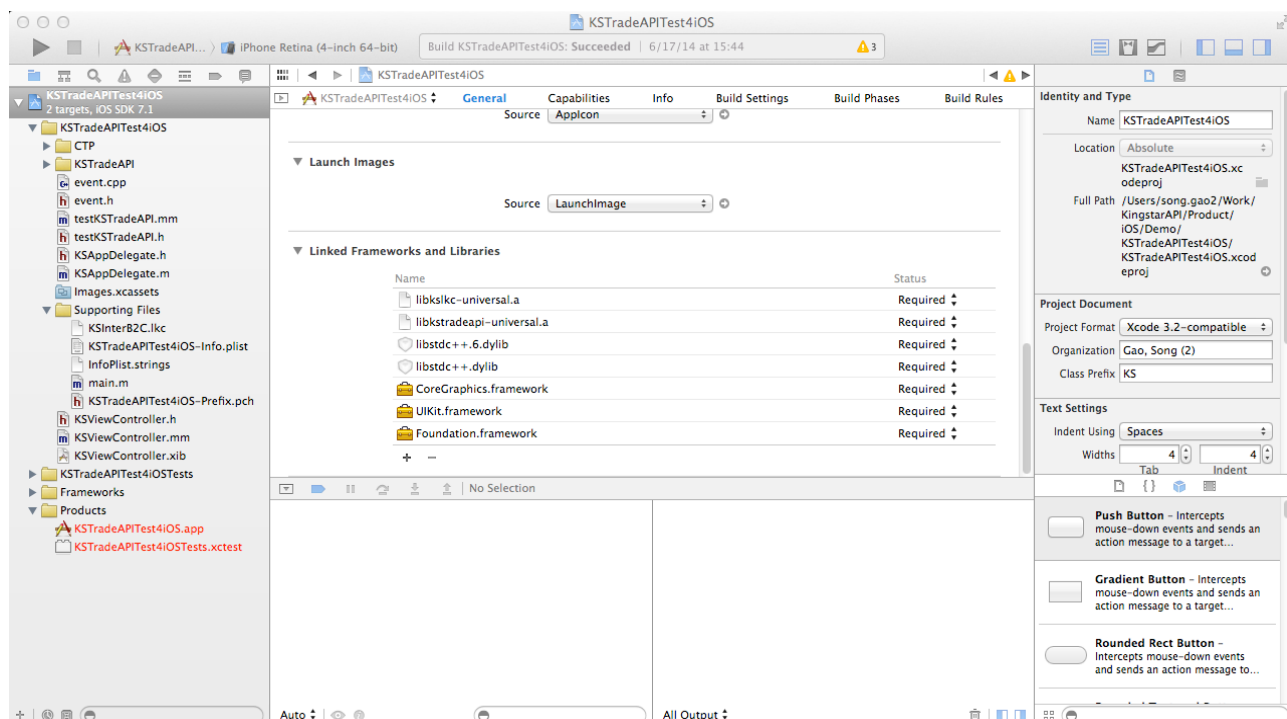 KSTradeAPITest4iOS
KSTradeAPI...
iPhone Retina (4-inch 64-bit)
Build KSTradeAPITest4iOS: Succeeded | 6/17/14 at 15:44
3
KSTradeAPITest4iOS
2 targets, iOS SDK 7.1
KSTradeAPITest4iOS
CTP
KSTradeAPI
event.cpp
event.h
testKSTradeAPI.mm
testKSTradeAPI.h
KSAppDelegate.h
KSAppDelegate.m
Images.xcassets
Supporting Files
KSInterB2C.lkc
KSTradeAPITest4iOS-Info.plist
InfoPlist.strings
main.m
KSTradeAPITest4iOS-Prefix.pch
KSViewController.h
KSViewController.mm
KSViewController.xib
KSTradeAPITest4iOSTests
Frameworks
Products
KSTradeAPITest4iOS.app
KSTradeAPITest4iOSTests.xctest
KSTradeAPITest4iOS
KSTradeAPITest4iOS General Capabilities Info Build Settings Build Phases Build Rules
Source AppIcon
Launch Images
Source LaunchImage
Linked Frameworks and Libraries
Name Status
libkslkc-universal.a Required
libkstradeapi-universal.a Required
libstdc++.6.dylib Required
libstdc++.dylib Required
CoreGraphics.framework Required
UIKit.framework Required
Foundation.framework Required
+ −
No Selection
Auto
All Output
Identity and Type
Name KSTradeAPITest4iOS
Location Absolute
KSTradeAPITest4iOS.xc
odeproj
Full Path /Users/song.gao2/Work/
KingstarAPI/Product/
iOS/Demo/
KSTradeAPITest4iOS/
KSTradeAPITest4iOS.xcod
eproj
Project Document
Project Format Xcode 3.2-compatible
Organization Gao, Song (2)
Class Prefix KS
Text Settings
Indent Using Spaces
Widths 4 4
Tab Indent
{ }
Push Button - Intercepts
mouse-down events and sends an
action message to a target...
Gradient Button - Intercepts
mouse-down events and sends an
action message to a target...
Rounded Rect Button -
Intercepts mouse-down events
and sends an action message to...